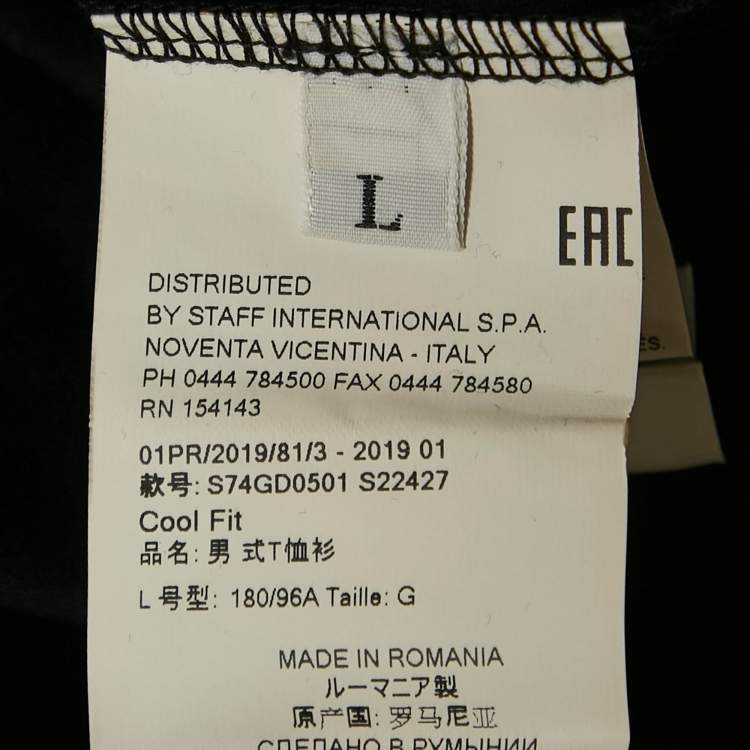 L
EAC
DISTRIBUTED
BY STAFF INTERNATIONAL S.P.A.
NOVENTA VICENTINA - ITALY
PH 0444 784500 FAX 0444 784580
RN 154143
01PR/2019/81/3 - 2019 01
款号: S74GD0501 S22427
Cool Fit
品名: 男 式T恤衫
L 号型: 180/96A Taille: G
MADE IN ROMANIA
ルーマニア製
原产国: 罗马尼亚
СДЕЛАНО В РУМЫНИИ